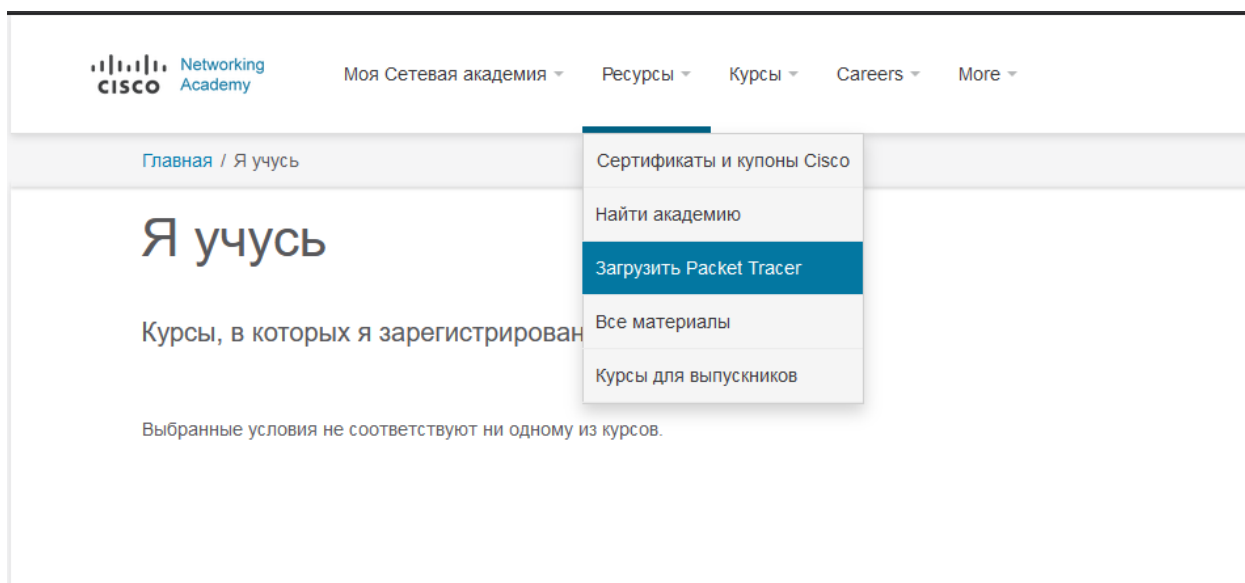 Networking
Academy
CISCO
Моя Сетевая академия
Ресурсы
Курсы
Careers
More
Главная / Я учусь
Сертификаты и купоны Cisco
Найти академию
Загрузить Packet Tracer
Все материалы
Курсы для выпускников
Я учусь
Курсы, в которых я зарегистрирован
Выбранные условия не соответствуют ни одному из курсов.